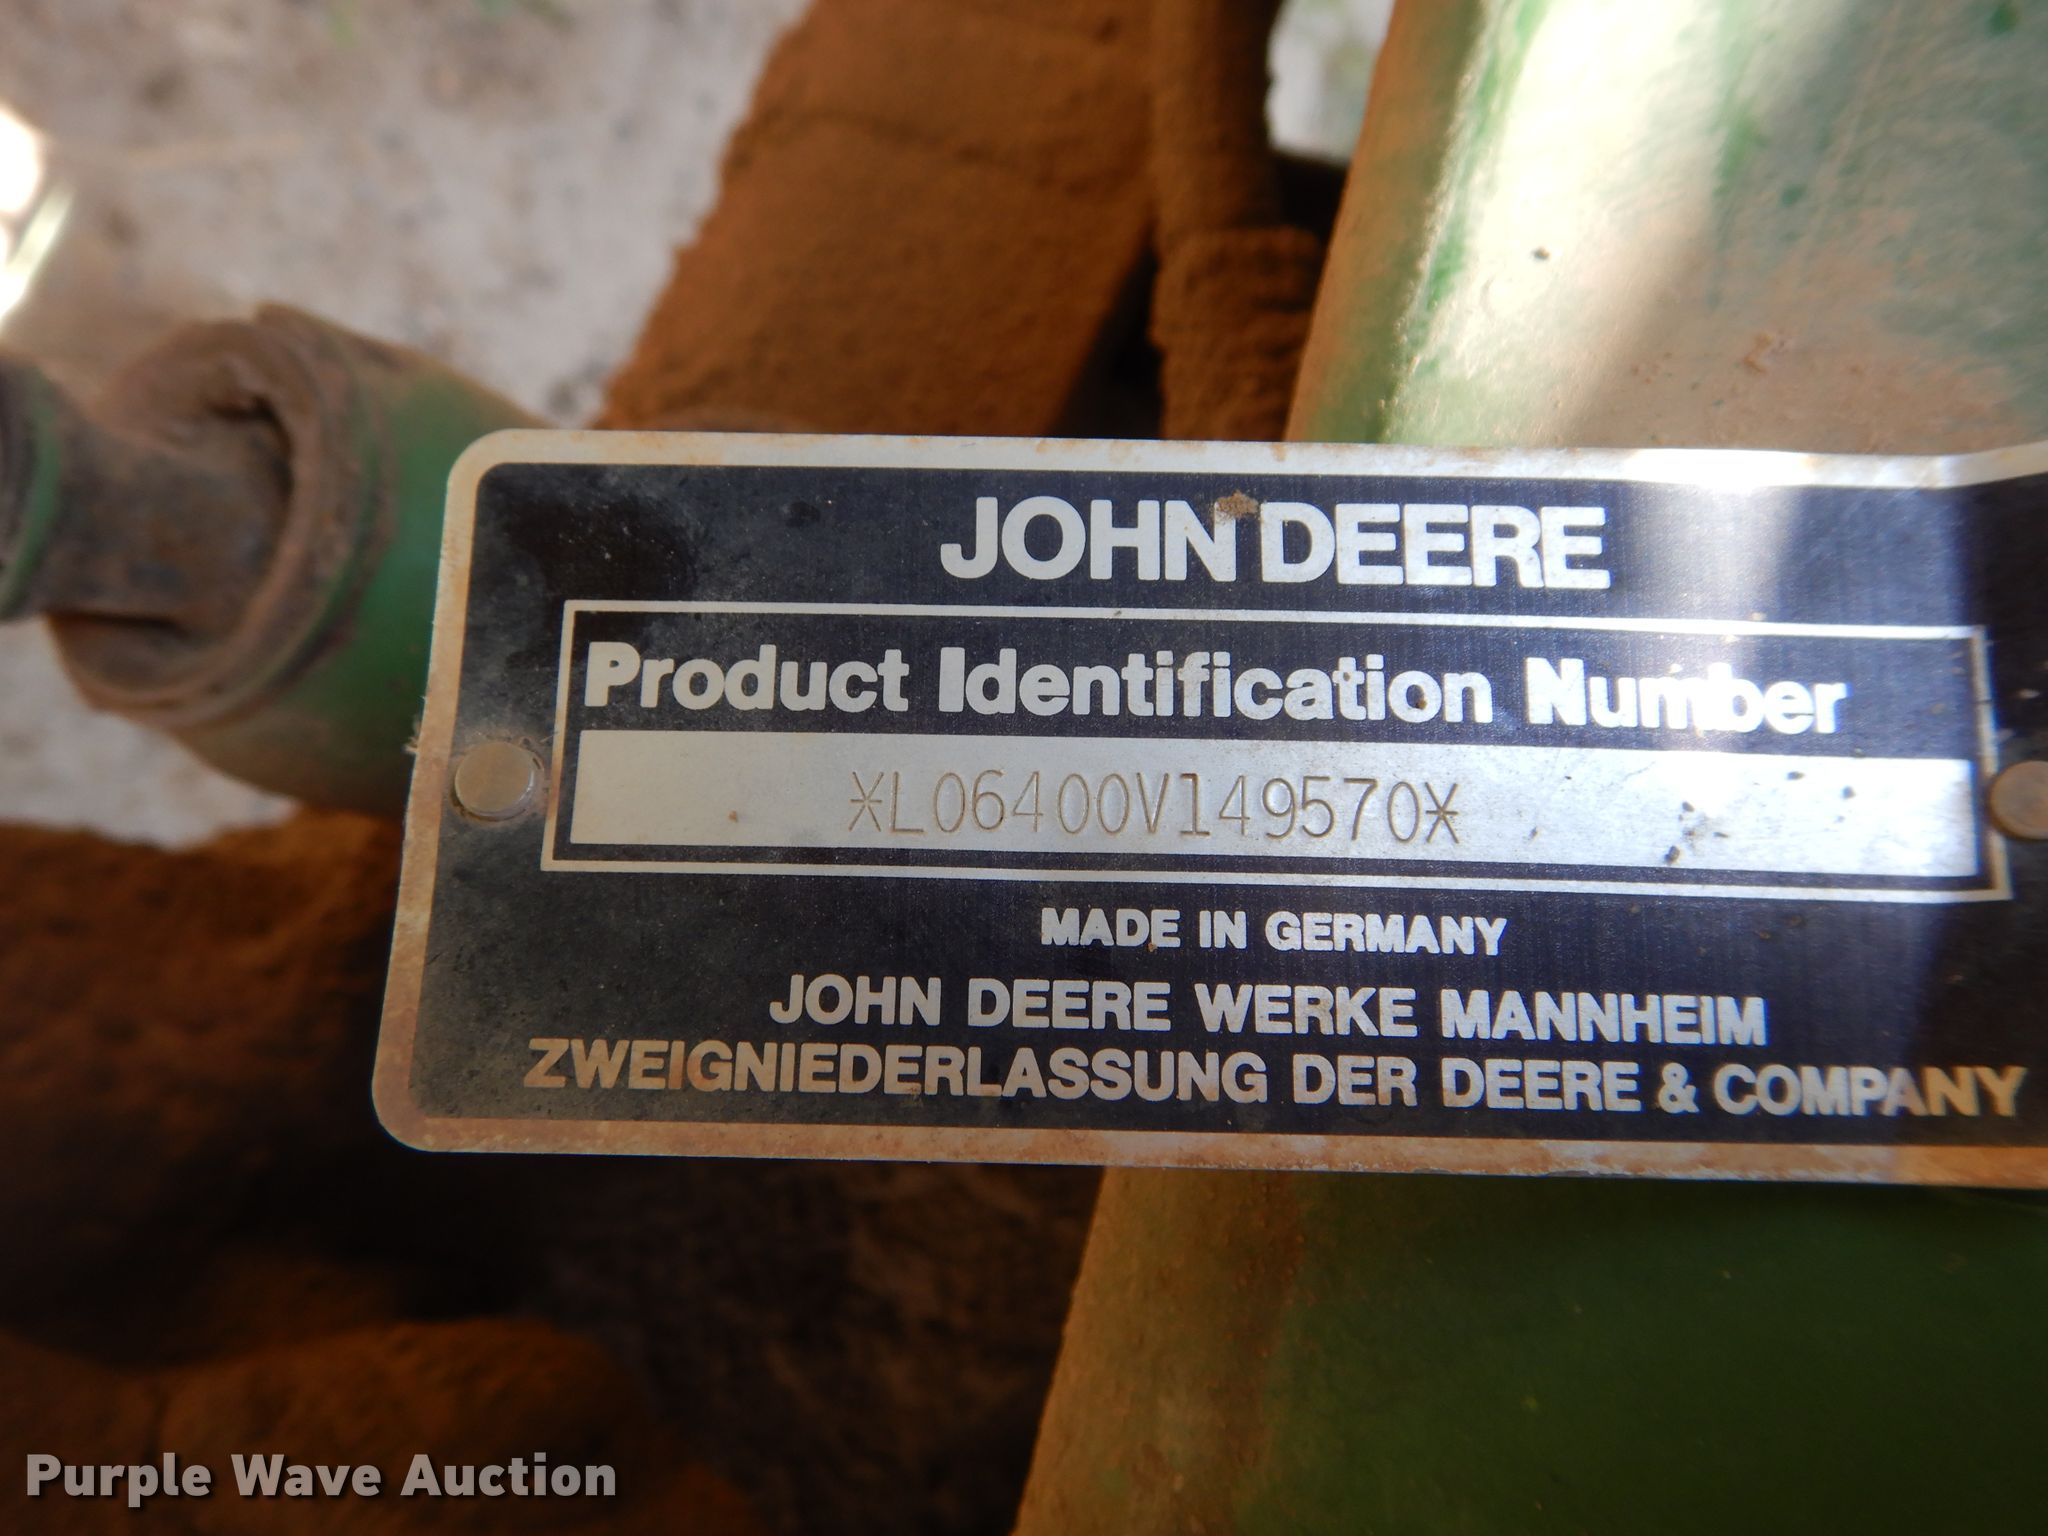 JOHN DEERE
Product Identification Number
*L06400V149570*
MADE IN GERMANY
JOHN DEERE WERKE MANNHEIM
ZWEIGNIEDERLASSUNG DER DEERE & COMPANY
Purple Wave Auction